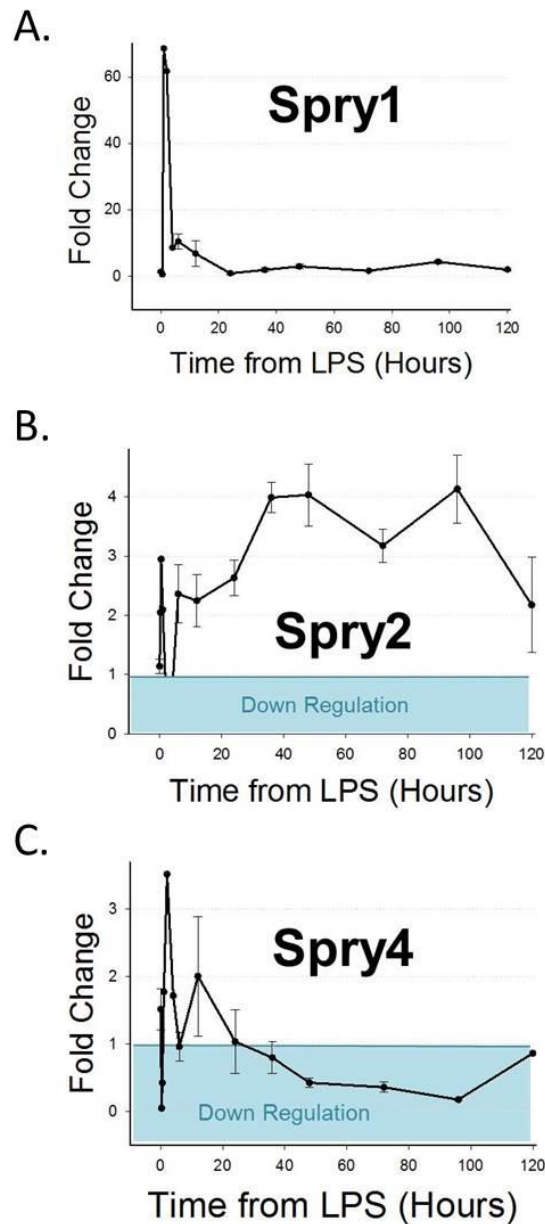 A.
Spry1
Fold Change
60
40
20
0
0 20 40 60 80 100 120
Time from LPS (Hours)
B.
Spry2
Fold Change
4
3
2
1
0
Down Regulation
0 20 40 60 80 100 120
Time from LPS (Hours)
C.
Spry4
Fold Change
3
2
1
0
Down Regulation
0 20 40 60 80 100 120
Time from LPS (Hours)